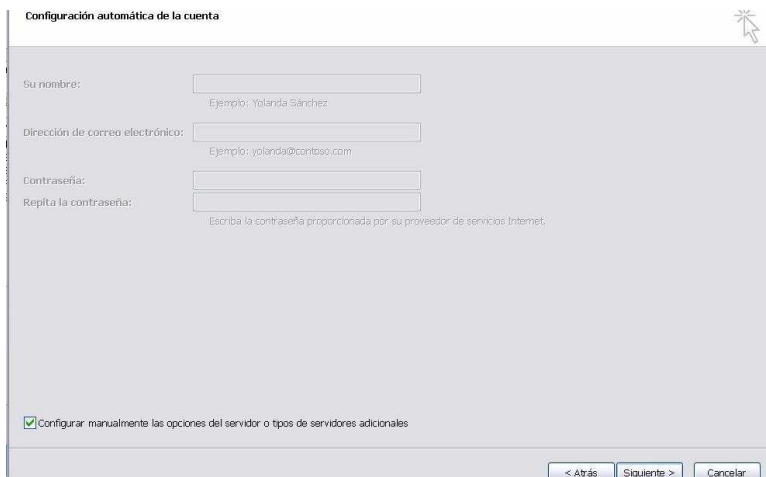 Configuración automática de la cuenta
Su nombre:
Ejemplo: Yolanda Sánchez
Dirección de correo electrónico:
Ejemplo: yolanda@contoso.com
Contraseña:
Repita la contraseña:
Escriba la contraseña proporcionada por su proveedor de servicios Internet.
Configurar manualmente las opciones del servidor o tipos de servidores adicionales
< Atrás Siguiente > Cancelar